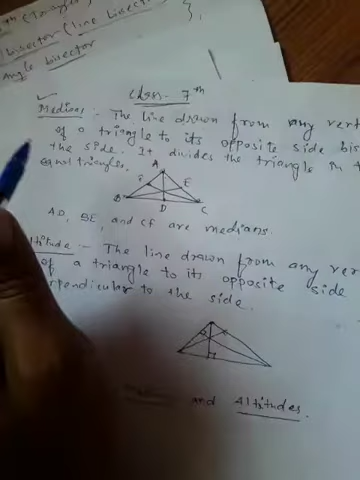 Bisector (line bisector
Angle bisector
Class - 7th
Medians :- The line drawn from any vert
of a triangle to its opposite side bis
the side. It divides the triangle in t
equal triangles.
A
F E
B D C
AD, BE, and CF are medians.
ltitude :- The line drawn from any ver
of a triangle to its opposite side
rpendicular to the side.
and Altitudes.